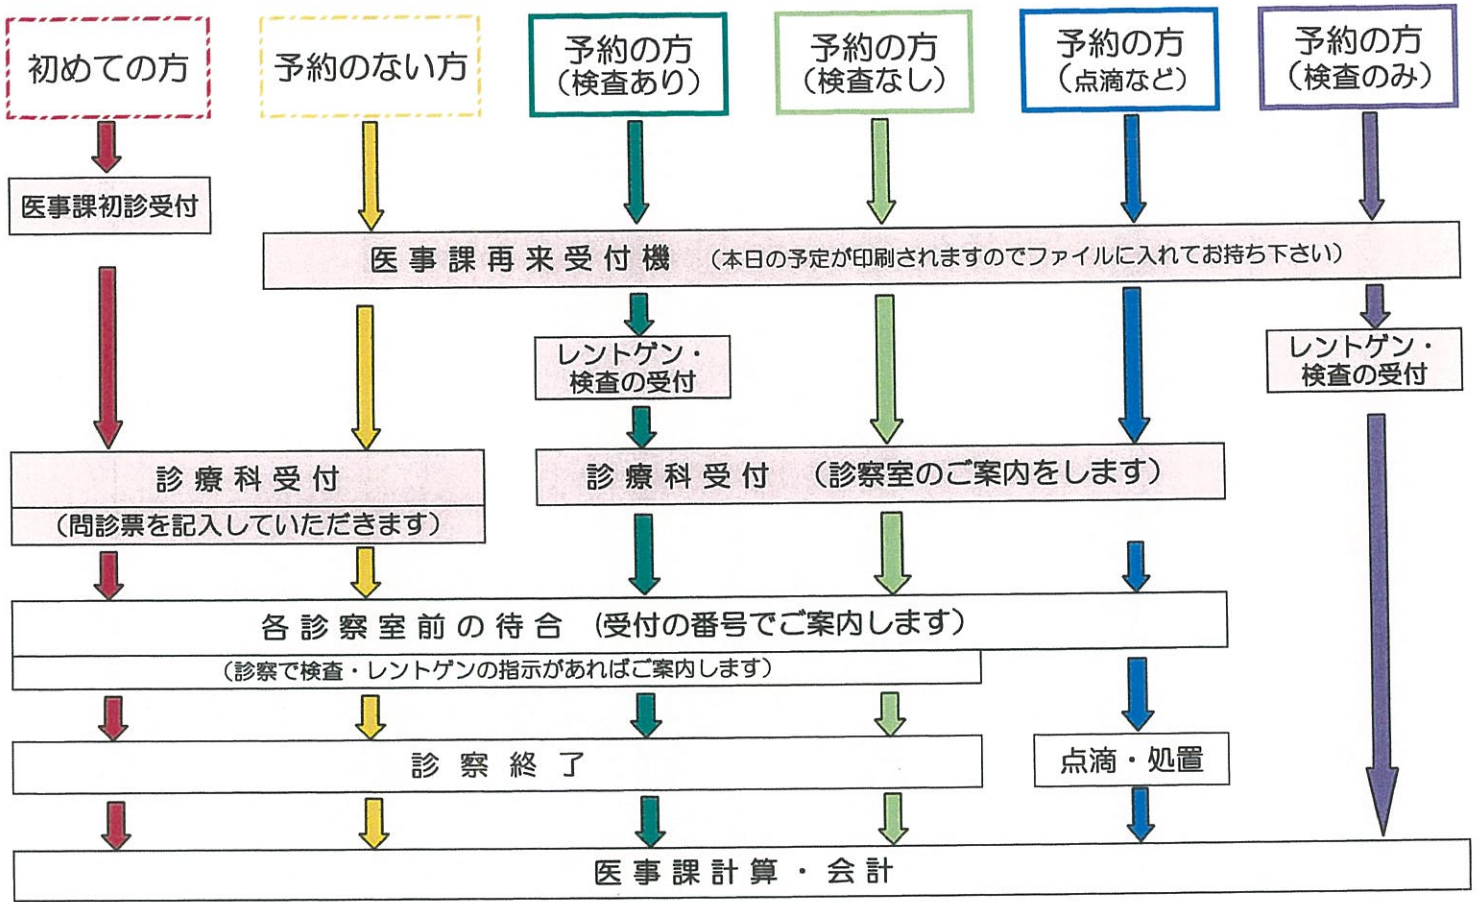 初めての方
予約のない方
予約の方
(検査あり)
予約の方
(検査なし)
予約の方
(点滴など)
予約の方
(検査のみ)
医事課初診受付
医事課再来受付機 (本日の予定が印刷されますのでファイルに入れてお持ち下さい)
レントゲン・
検査の受付
レントゲン・
検査の受付
診療科受付
(問診票を記入していただきます)
診療科受付 (診察室のご案内をします)
各診察室前の待合 (受付の番号でご案内します)
(診察で検査・レントゲンの指示があればご案内します)
診察終了
点滴・処置
医事課計算・会計